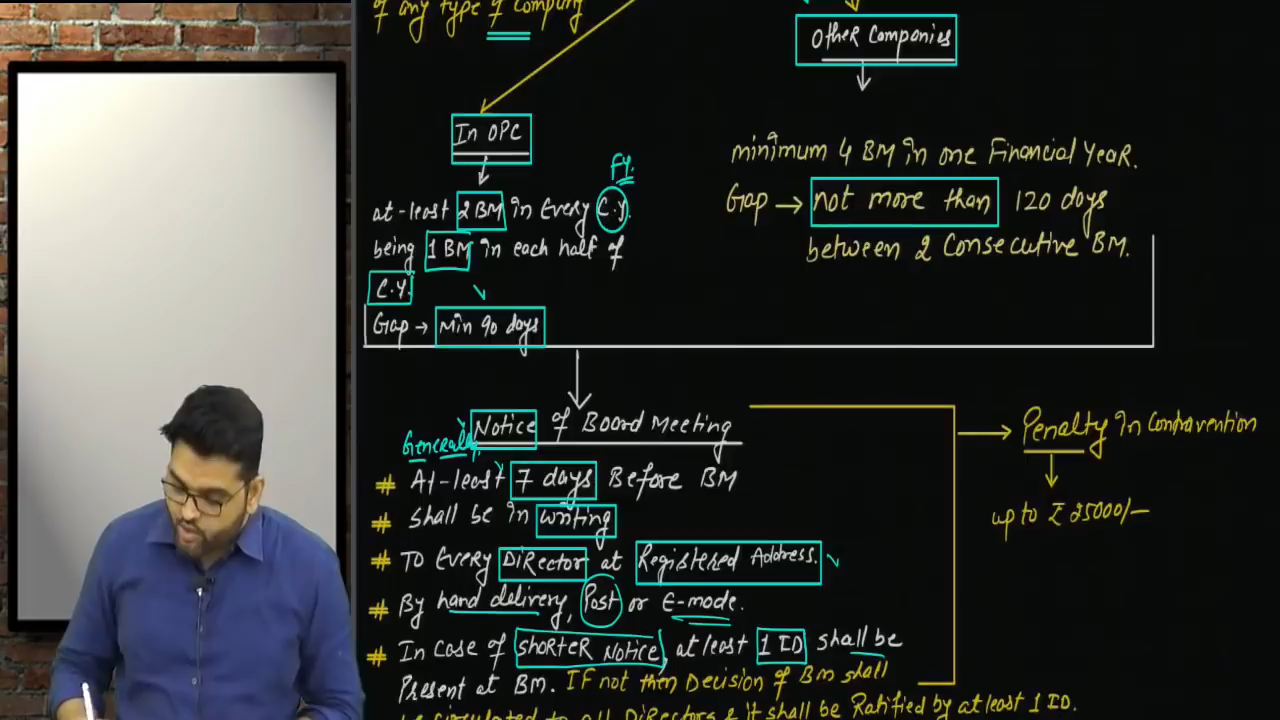 of any type of Company
Other Companies
In OPC
F.Y.
at-least 2 BM in Every C.Y.
being 1 BM in each half of
C.Y.
Gap → Min 90 days
minimum 4 BM in one Financial Year.
Gap → not more than 120 days
between 2 Consecutive BM.
Generally
Notice of Board Meeting
# At-least 7 days Before BM
# shall be in writing
# To Every Director at Registered Address.
# By hand delivery, Post or E-mode.
# In case of shorter Notice, at least 1 ID shall be
Present at BM. If not then Decision of BM shall
be circulated to all Directors & it shall be Ratified by at least 1 ID.
Penalty in Contravention
up to ₹ 25000/-